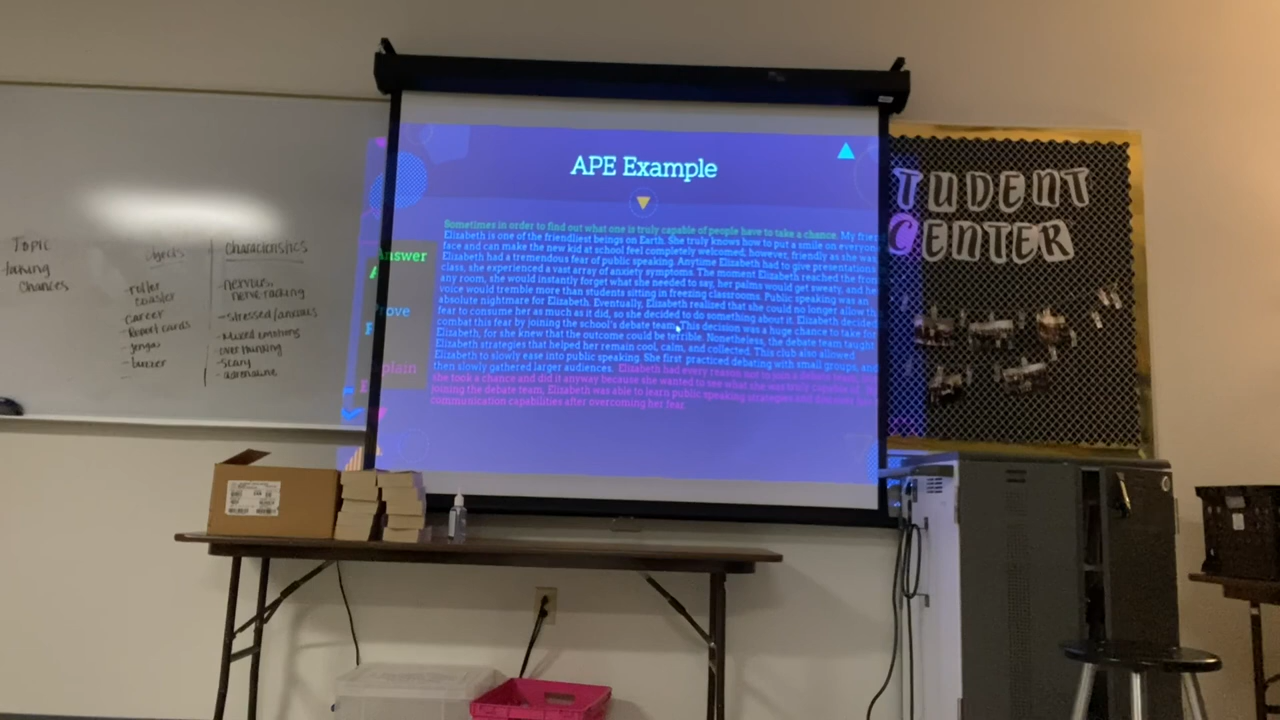 Topic
taking
Chances
Objects
roller
coaster
career
Report cards
jenga
buzzer
Characteristics
- nervous,
nerve-racking
- stressed/anxious
- Mixed emotions
- overthinking
- scary
- adrenaline
APE Example
Answer
A
Prove
P
plain
E
Sometimes in order to find out what one is truly capable of people have to take a chance. My friend
Elizabeth is one of the friendliest beings on Earth. She truly knows how to put a smile on everyone
face and can make the new kid at school feel completely welcomed; however, friendly as she was
Elizabeth had a tremendous fear of public speaking. Anytime Elizabeth had to give presentations
class, she experienced a vast array of anxiety symptoms. The moment Elizabeth reached the front
any room, she would instantly forget what she needed to say, her palms would get sweaty, and her
voice would tremble more than students sitting in freezing classrooms. Public speaking was an
absolute nightmare for Elizabeth. Eventually, Elizabeth realized that she could no longer allow th
fear to consume her as much as it did, so she decided to do something about it. Elizabeth decided
combat this fear by joining the school's debate team. This decision was a huge chance to take for
Elizabeth, for she knew that the outcome could be terrible. Nonetheless, the debate team taught
Elizabeth strategies that helped her remain cool, calm, and collected. This club also allowed
Elizabeth to slowly ease into public speaking. She first practiced debating with small groups, and
then slowly gathered larger audiences. Elizabeth had every reason not to join a debate team,
she took a chance and did it anyway because she wanted to see what she was truly capable of. By
joining the debate team, Elizabeth was able to learn public speaking strategies and discover
communication capabilities after overcoming her fear
TUDENT
CENTER